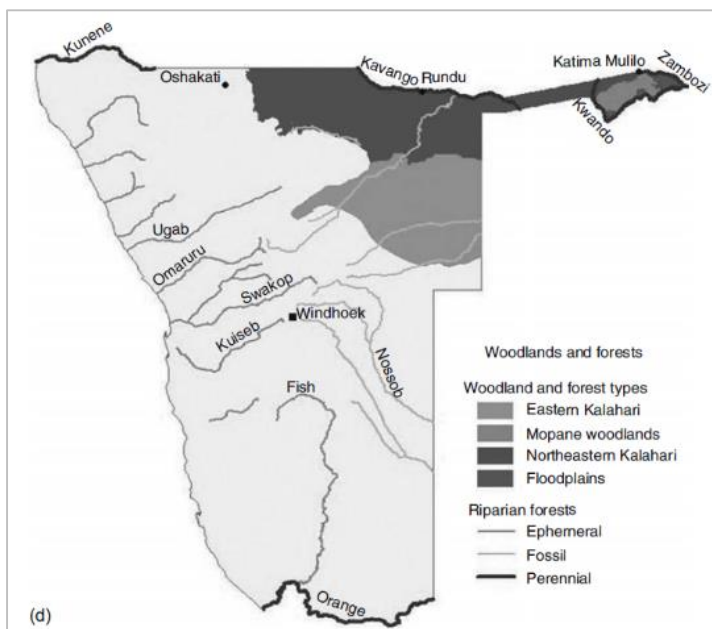 Kunene
Oshakati
Kavango
Rundu
Katima Mulilo
Zambozi
Kwando
Ugab
Omaruru
Swakop
Windhoek
Kuiseb
Nossob
Fish
Orange
Woodlands and forests
Woodland and forest types
Eastern Kalahari
Mopane woodlands
Northeastern Kalahari
Floodplains
Riparian forests
Ephemeral
Fossil
Perennial
(d)